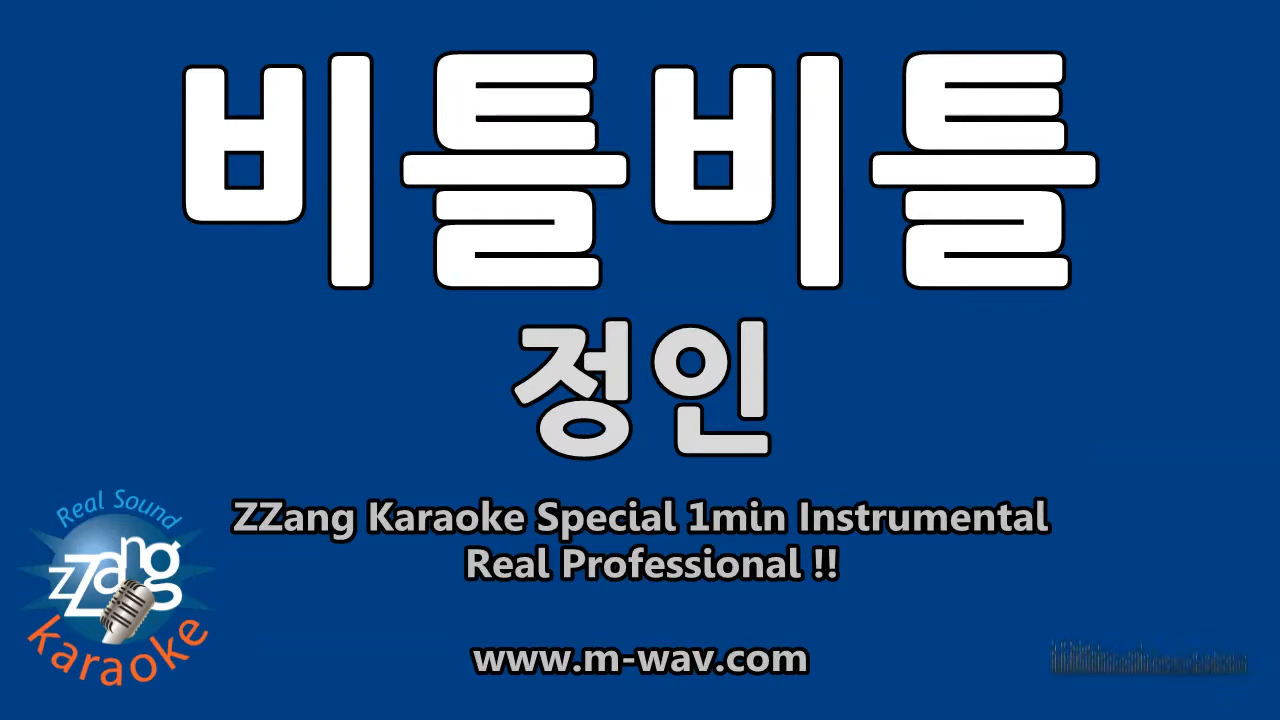 비틀비틀
정인
ZZang Karaoke Special 1min Instrumental
Real Professional !!
Real Sound
zZang
karaoke
www.m-wav.com